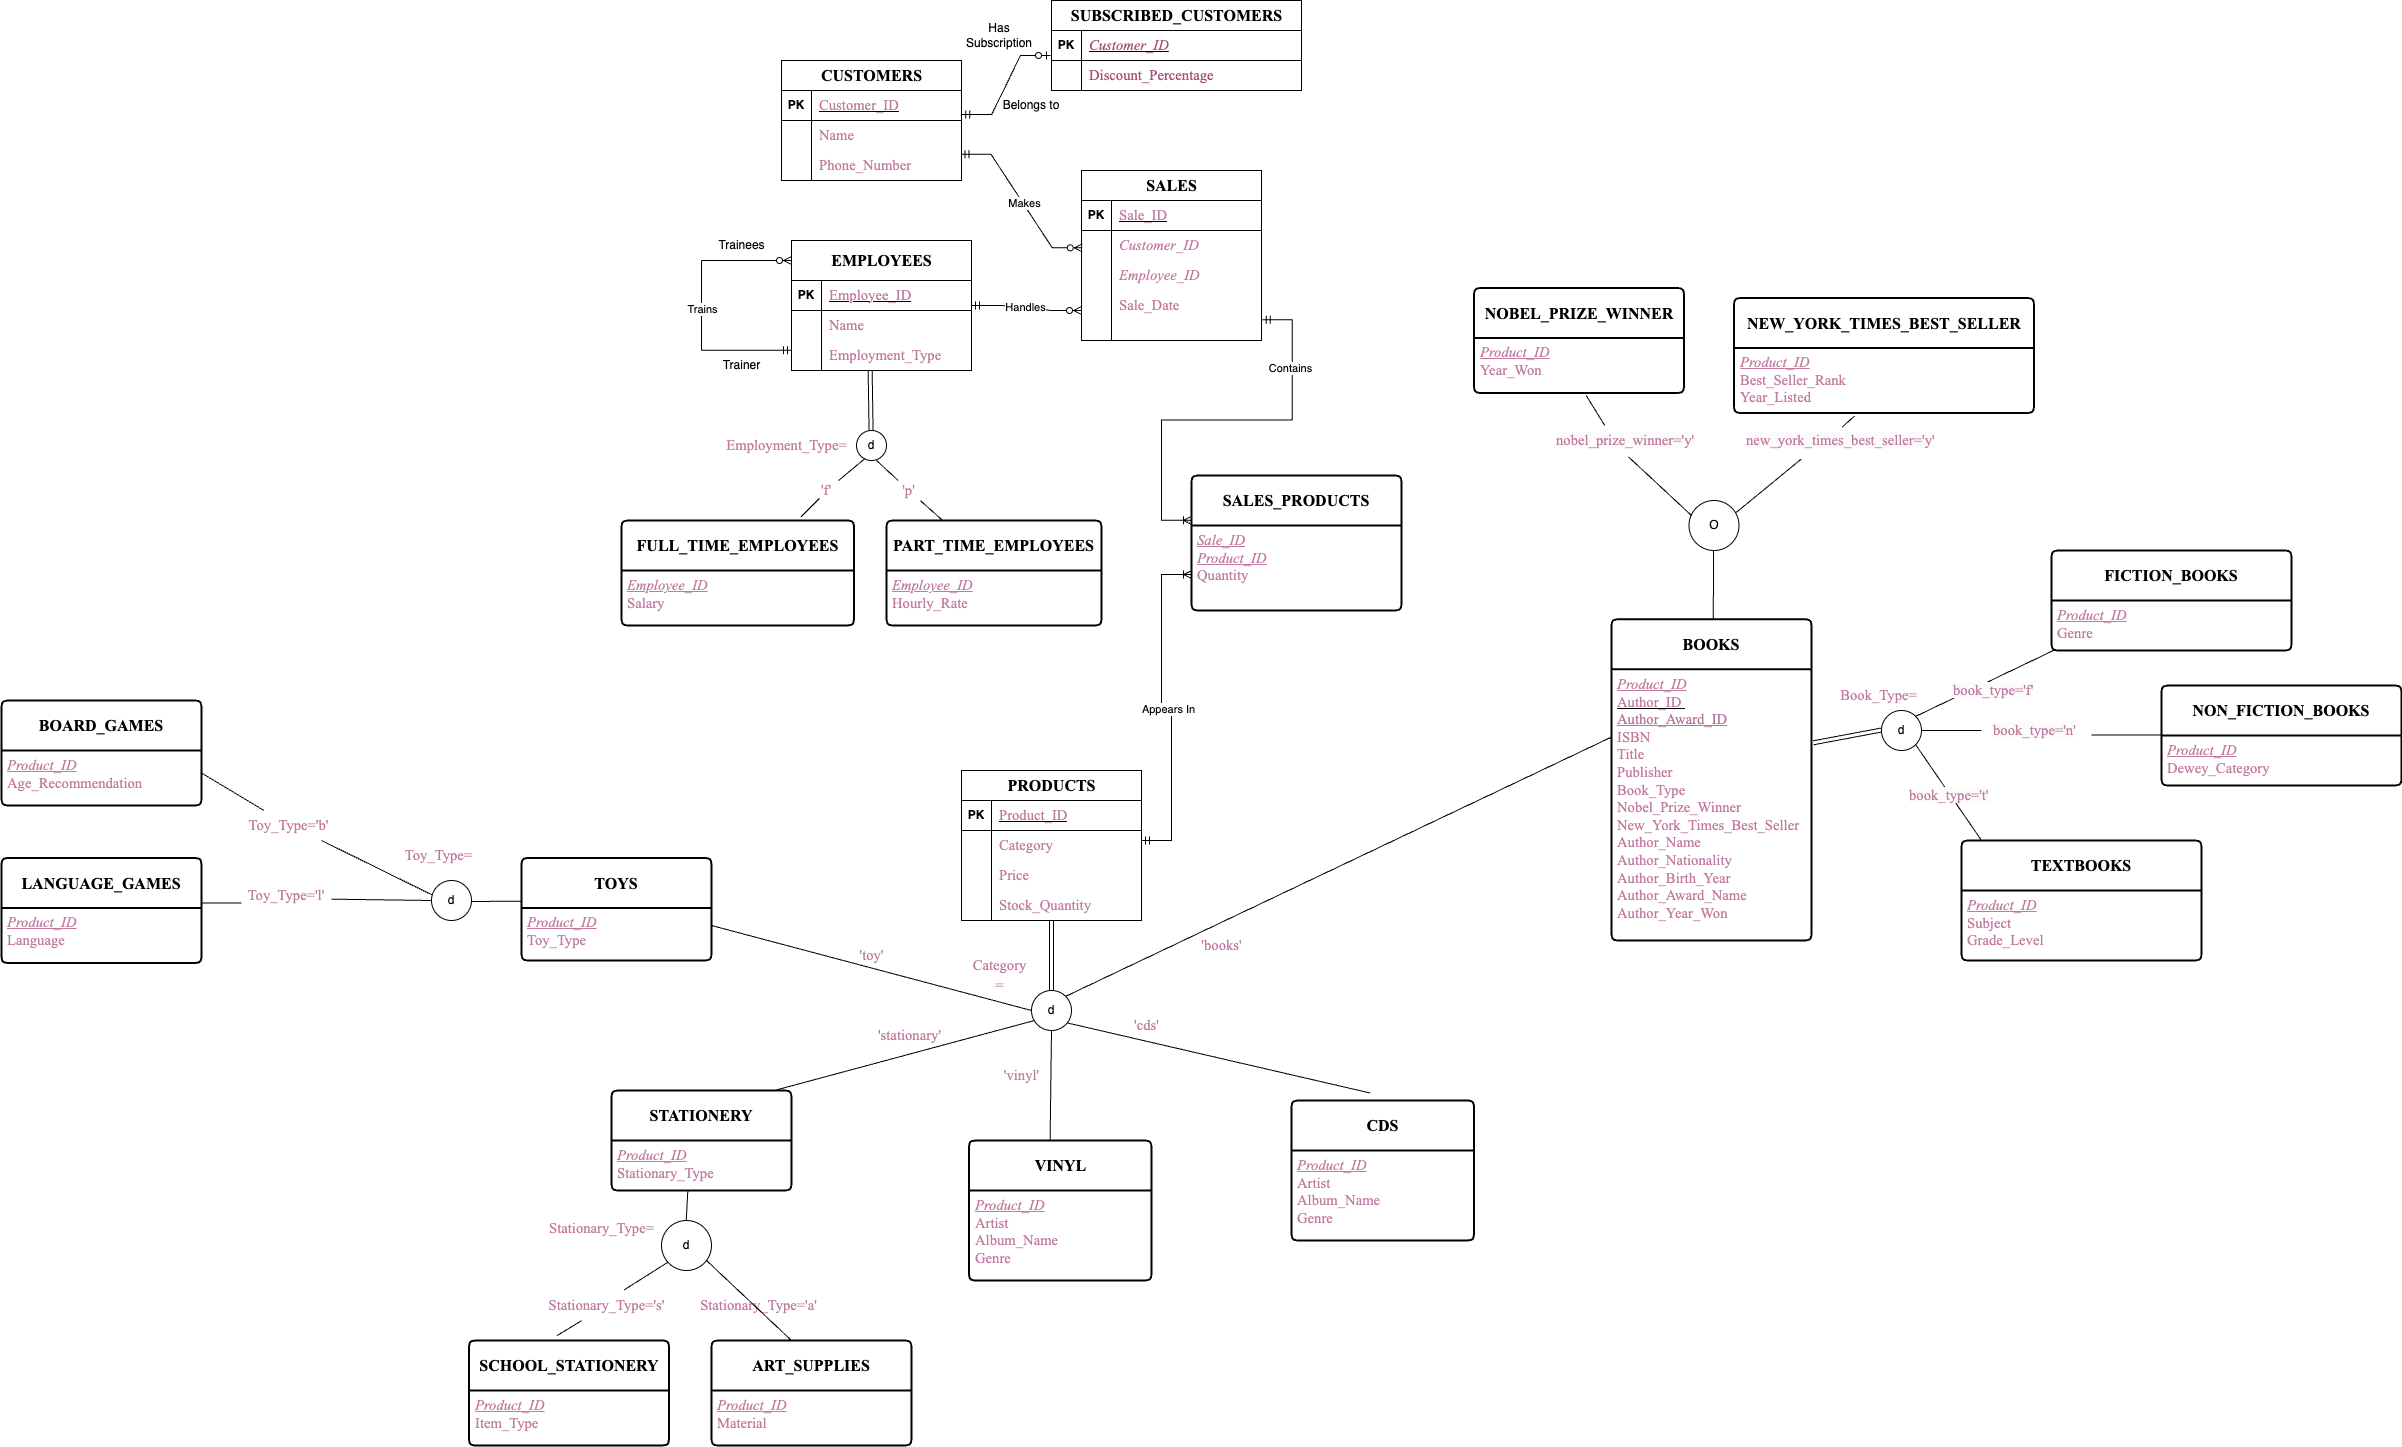 Has
Subscription
SUBSCRIBED_CUSTOMERS
PK Customer_ID
Discount_Percentage
CUSTOMERS
PK Customer_ID
Name
Phone_Number
Belongs to
Makes
SALES
PK Sale_ID
Customer_ID
Employee_ID
Sale_Date
Trainees
Trains
Trainer
EMPLOYEES
PK Employee_ID
Name
Employment_Type
Handles
Contains
Employment_Type=
d
'f'
'p'
FULL_TIME_EMPLOYEES
Employee_ID
Salary
PART_TIME_EMPLOYEES
Employee_ID
Hourly_Rate
SALES_PRODUCTS
Sale_ID
Product_ID
Quantity
Appears In
NOBEL_PRIZE_WINNER
Product_ID
Year_Won
NEW_YORK_TIMES_BEST_SELLER
Product_ID
Best_Seller_Rank
Year_Listed
nobel_prize_winner='y'
new_york_times_best_seller='y'
O
BOOKS
Product_ID
Author_ID
Author_Award_ID
ISBN
Title
Publisher
Book_Type
Nobel_Prize_Winner
New_York_Times_Best_Seller
Author_Name
Author_Nationality
Author_Birth_Year
Author_Award_Name
Author_Year_Won
Book_Type=
d
book_type='f'
book_type='n'
book_type='t'
FICTION_BOOKS
Product_ID
Genre
NON_FICTION_BOOKS
Product_ID
Dewey_Category
TEXTBOOKS
Product_ID
Subject
Grade_Level
BOARD_GAMES
Product_ID
Age_Recommendation
Toy_Type='b'
LANGUAGE_GAMES
Product_ID
Language
Toy_Type='l'
Toy_Type=
d
TOYS
Product_ID
Toy_Type
PRODUCTS
PK Product_ID
Category
Price
Stock_Quantity
'toy'
Category
=
d
'books'
'stationary'
'vinyl'
'cds'
STATIONERY
Product_ID
Stationary_Type
VINYL
Product_ID
Artist
Album_Name
Genre
CDS
Product_ID
Artist
Album_Name
Genre
Stationary_Type=
d
Stationary_Type='s'
Stationary_Type='a'
SCHOOL_STATIONERY
Product_ID
Item_Type
ART_SUPPLIES
Product_ID
Material